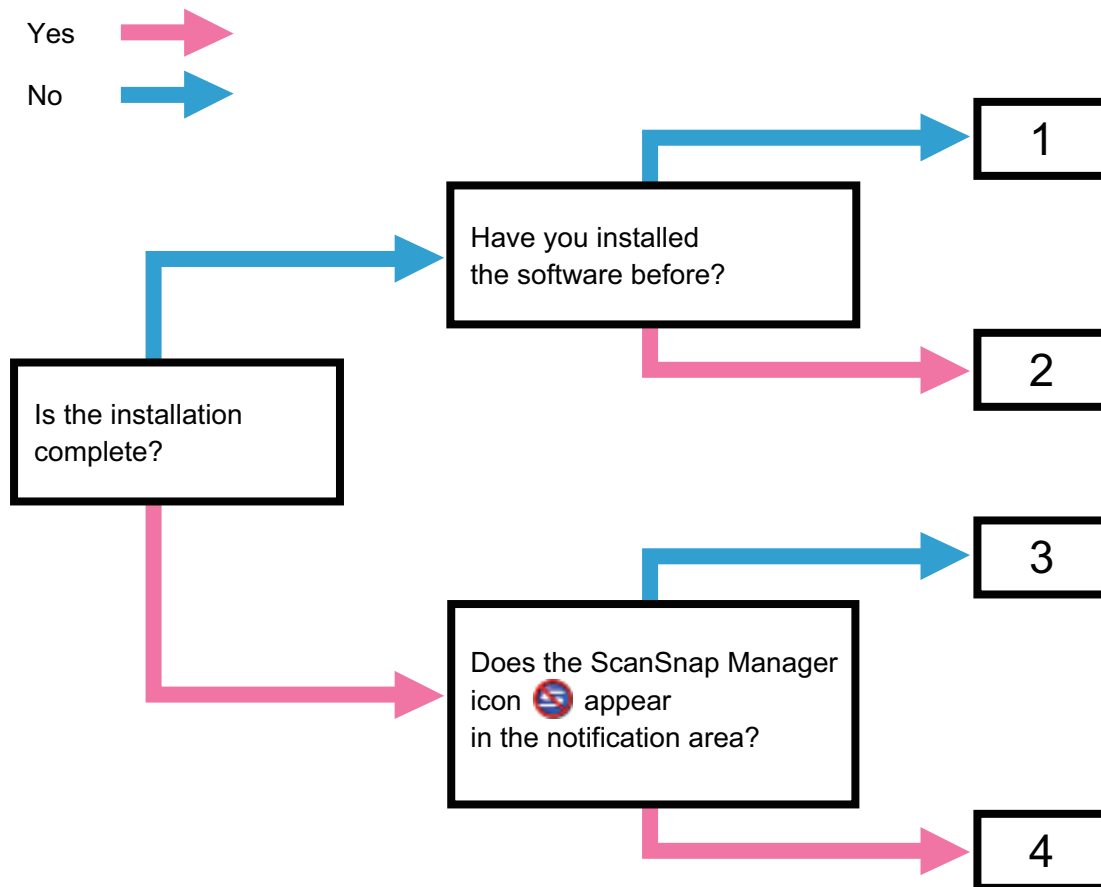 Yes
No
1
Have you installed
the software before?
2
Is the installation
complete?
3
Does the ScanSnap Manager
icon appear
in the notification area?
4